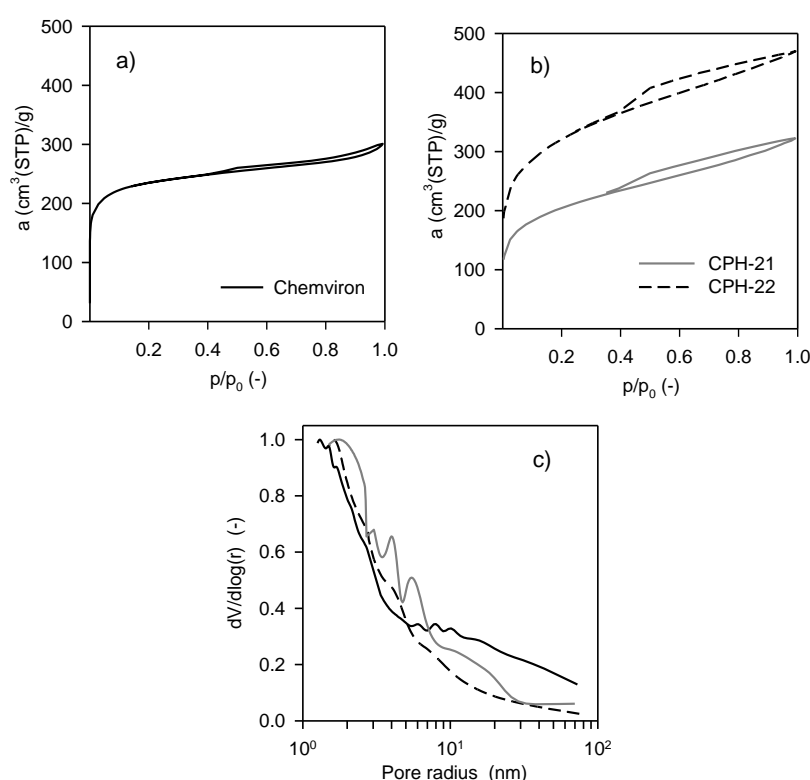 a)
a (cm³(STP)/g)
500
400
300
200
100
0
Chemviron
0.2 0.4 0.6 0.8 1.0
p/p₀ (-)
b)
a (cm³(STP)/g)
500
400
300
200
100
0
CPH-21
CPH-22
0.2 0.4 0.6 0.8 1.0
p/p₀ (-)
c)
dV/dlog(r) (-)
1.0
0.8
0.6
0.4
0.2
0.0
10⁰ 10¹ 10²
Pore radius (nm)